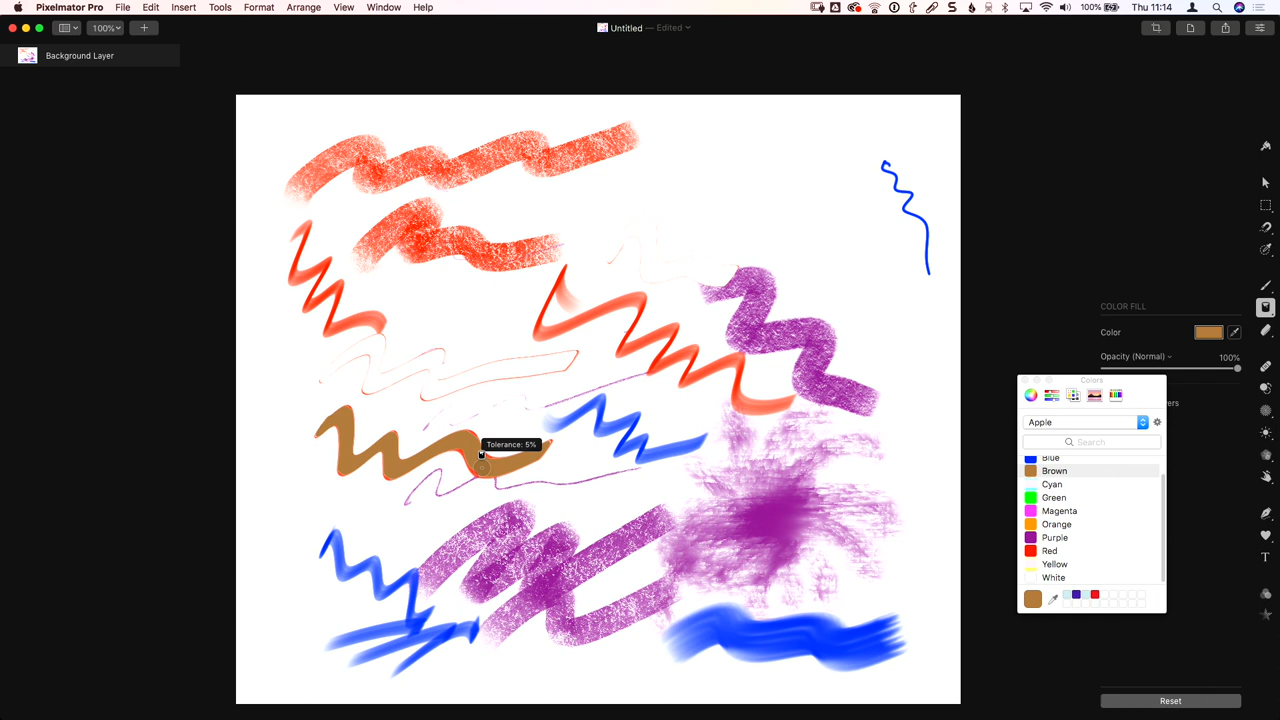 Pixelmator Pro File Edit Insert Tools Format Arrange View Window Help 100% Thu 11:14
100% Untitled — Edited
Background Layer
COLOR FILL
Color
Opacity (Normal) 100%
Colors
Apple
Search
Blue
Brown
Cyan
Green
Magenta
Orange
Purple
Red
Yellow
White
Tolerance: 5%
Reset